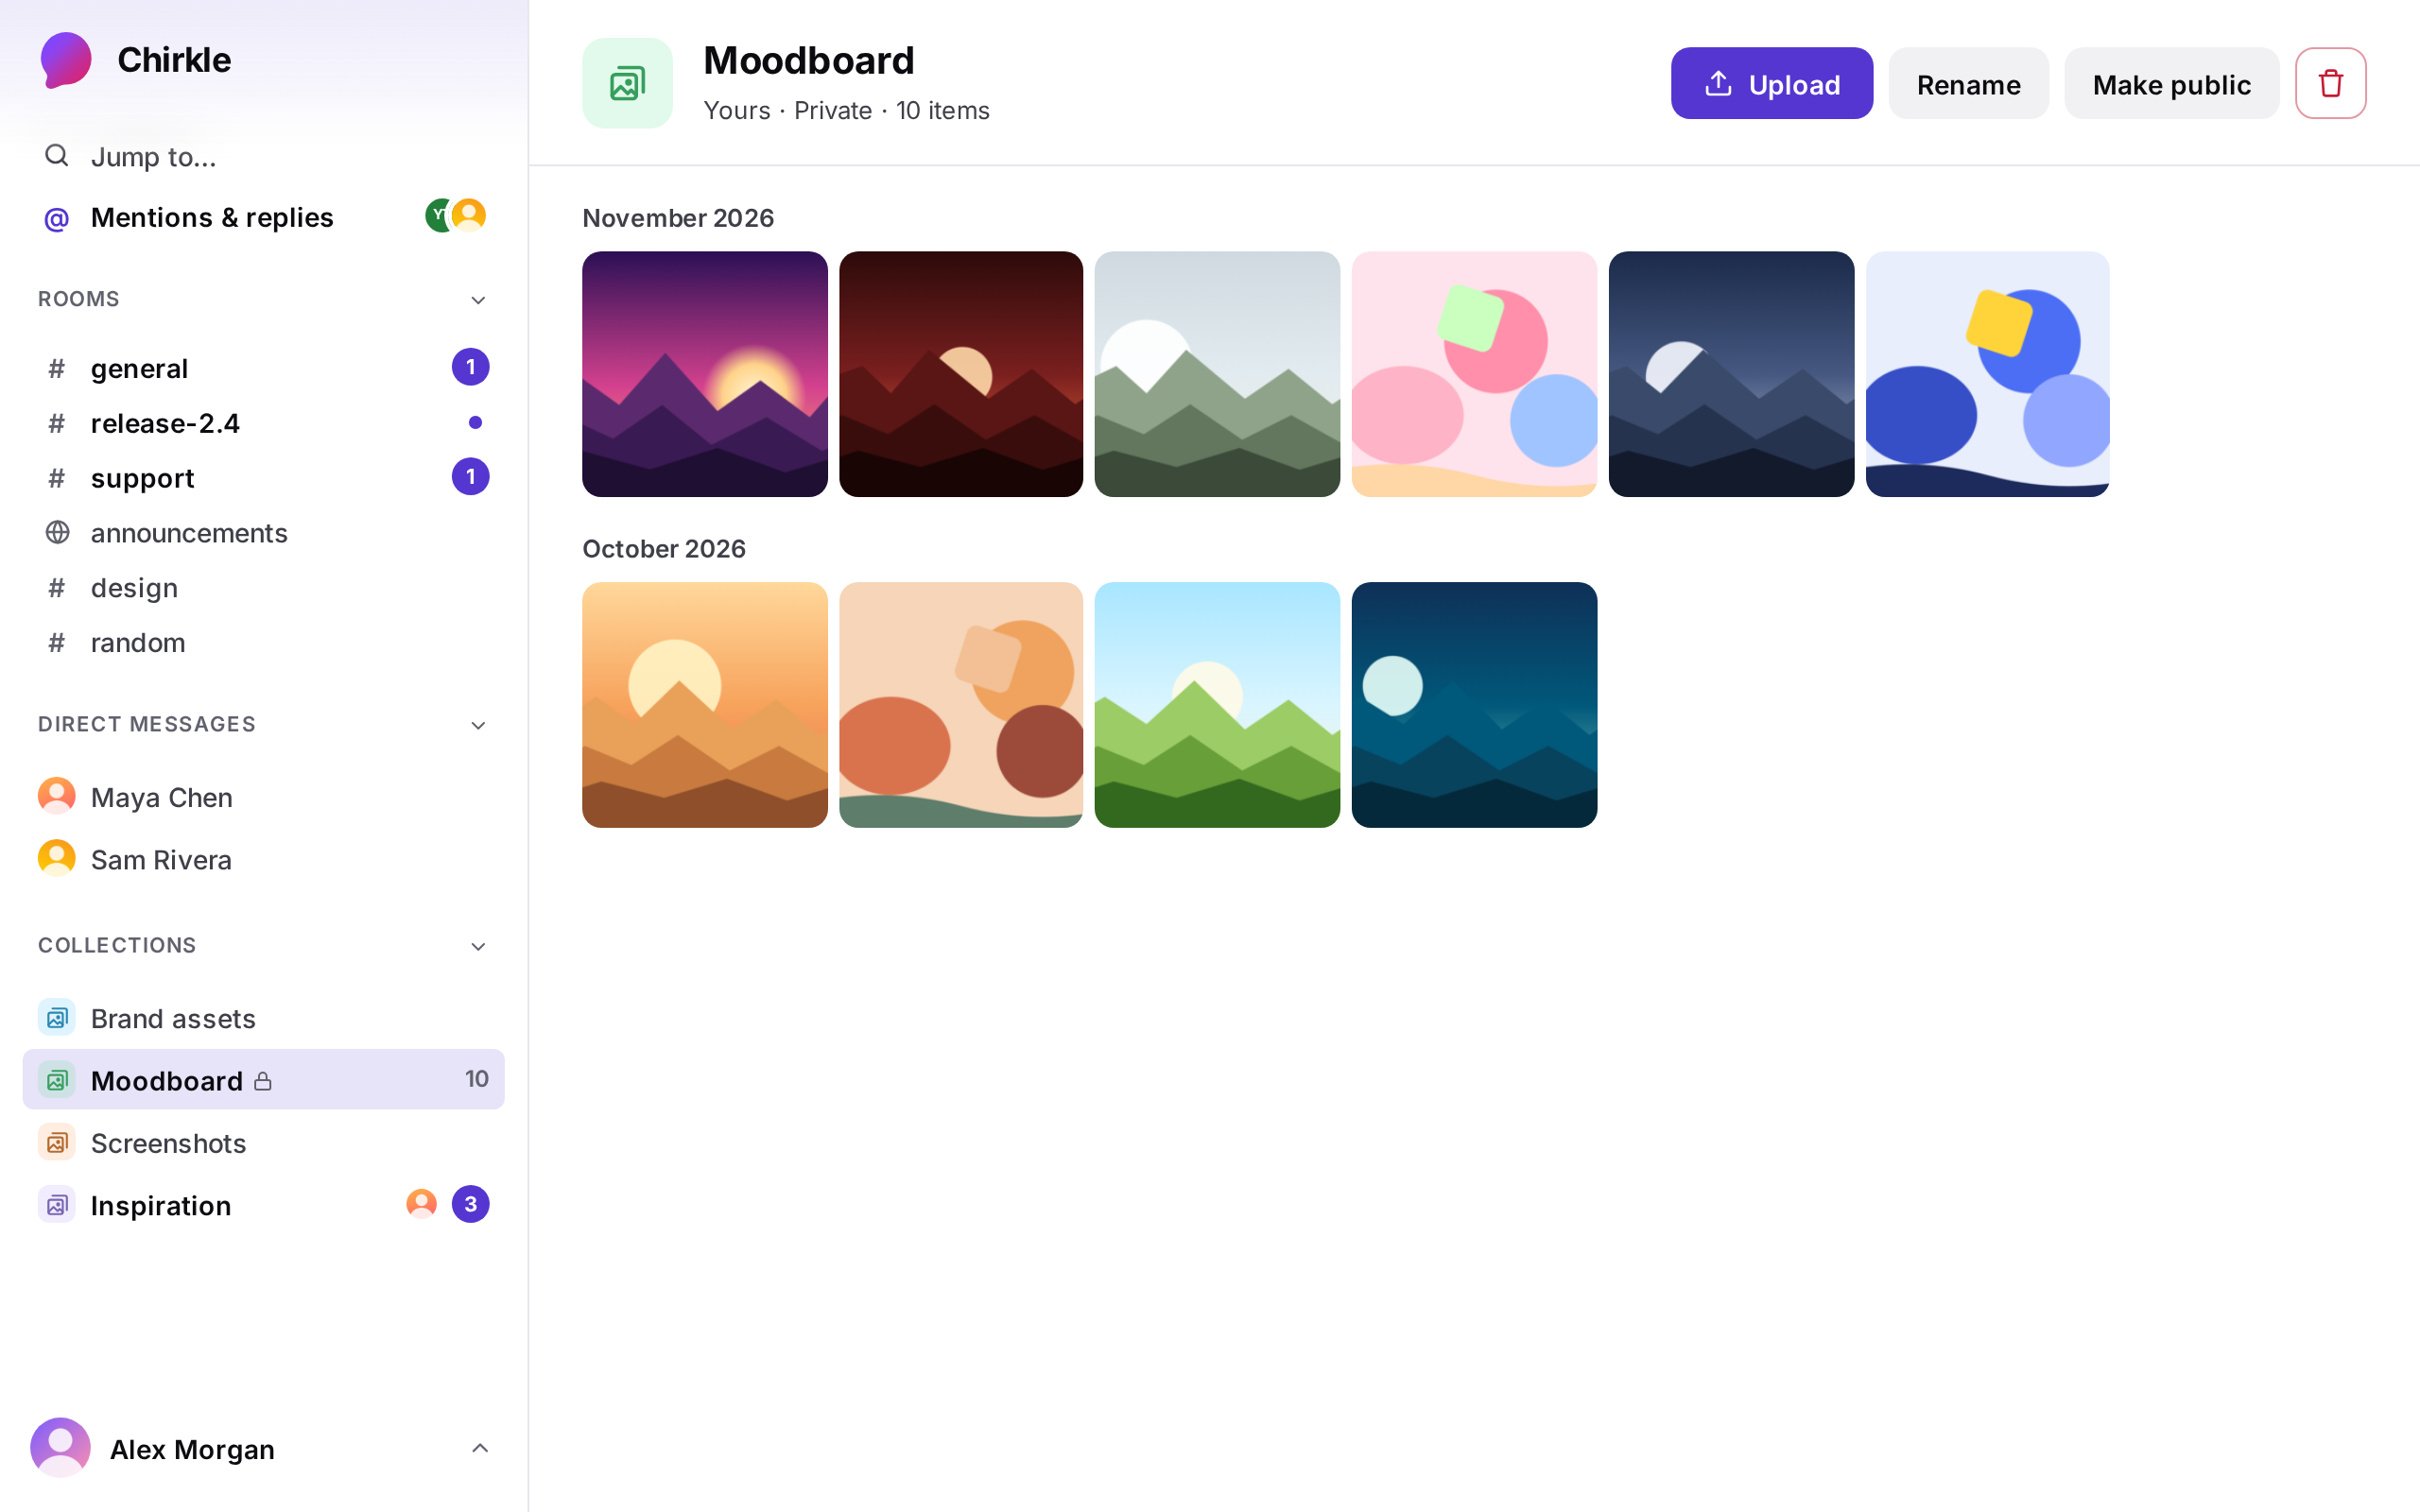 Chirkle
Jump to...
@ Mentions & replies
ROOMS
# general 1
# release-2.4
# support 1
announcements
# design
# random
DIRECT MESSAGES
Maya Chen
Sam Rivera
COLLECTIONS
Brand assets
Moodboard 10
Screenshots
Inspiration 3
Alex Morgan
Moodboard
Yours · Private · 10 items
Upload Rename Make public
November 2026
October 2026